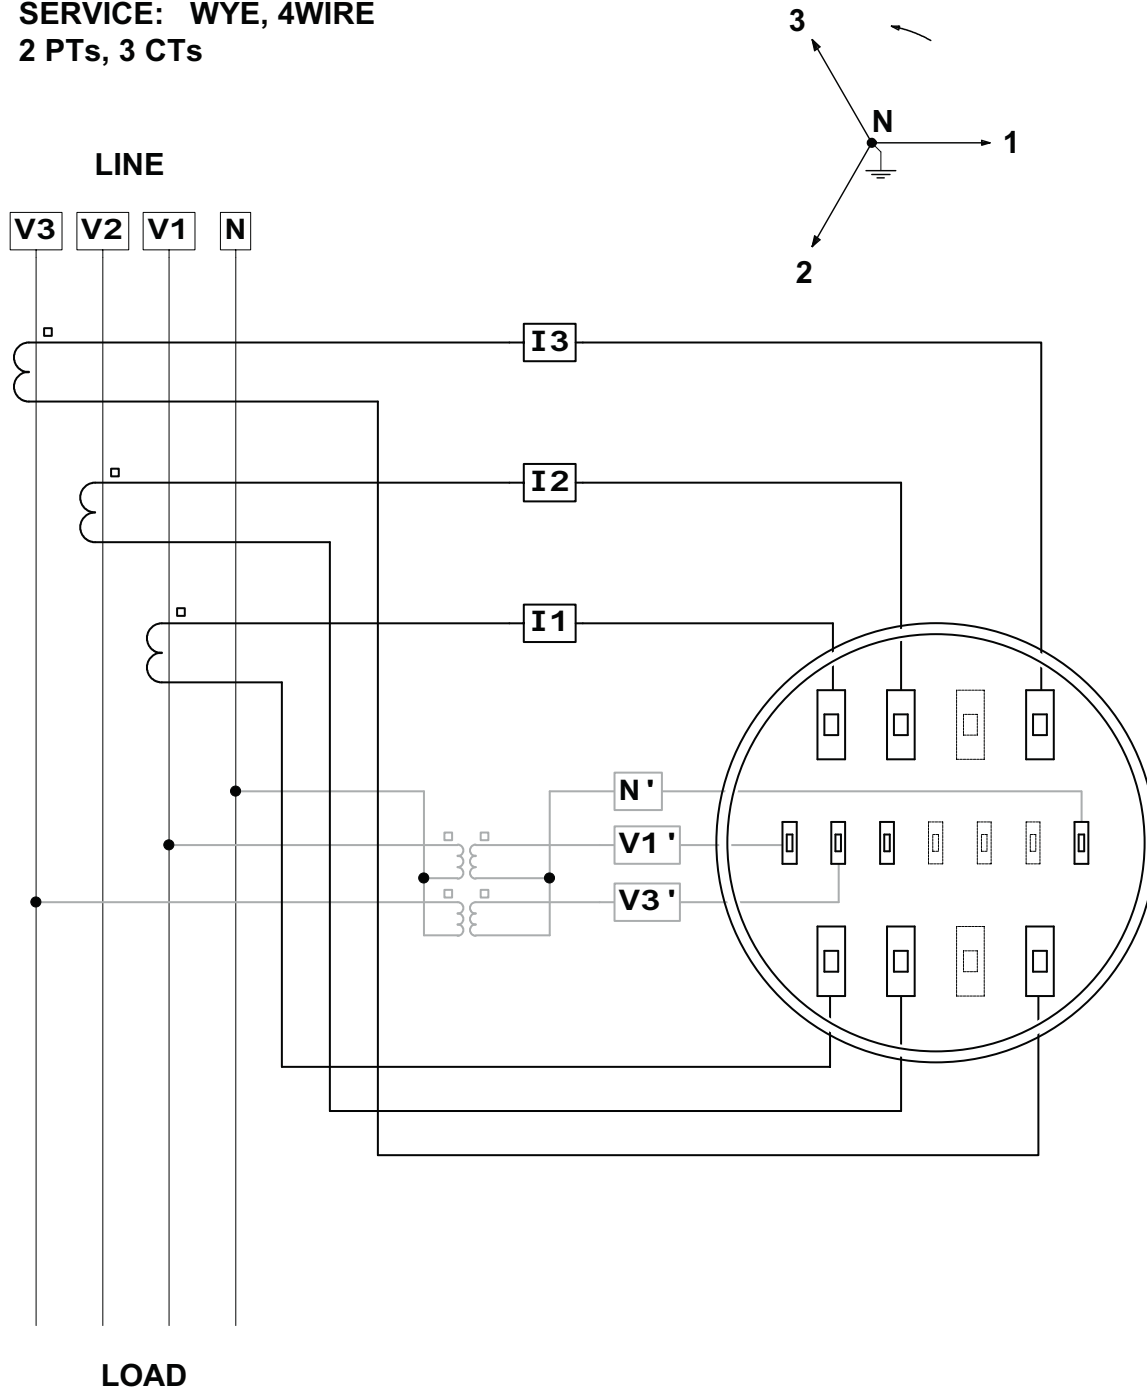 SERVICE: WYE, 4WIRE
2 PTs, 3 CTs
3
N
1
2
LINE
V3 V2 V1 N
I3
I2
I1
N'
V1'
V3'
LOAD